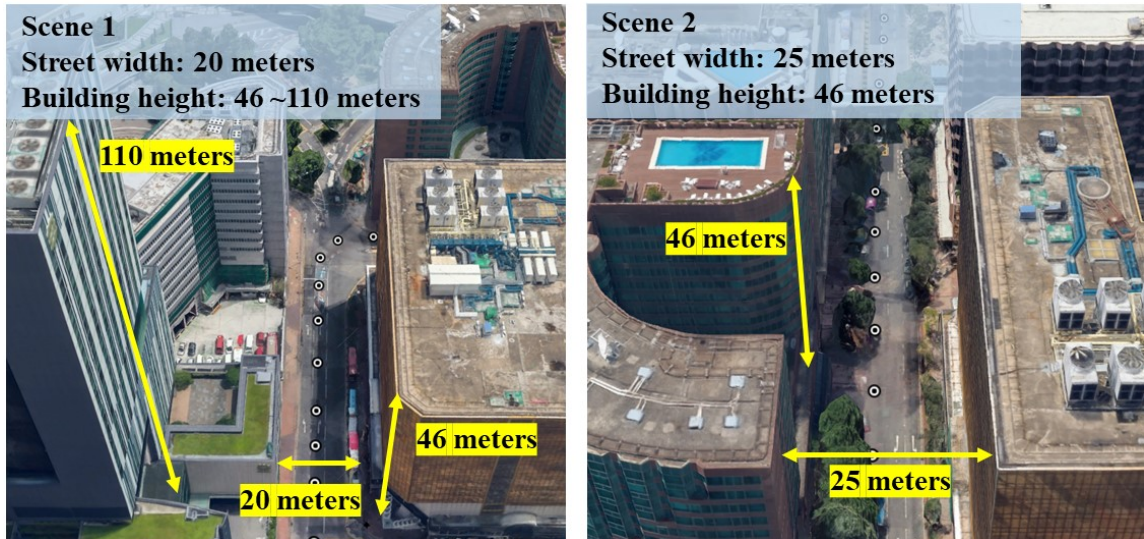 Scene 1
Street width: 20 meters
Building height: 46 ~110 meters
110 meters
46 meters
20 meters
Scene 2
Street width: 25 meters
Building height: 46 meters
46 meters
25 meters